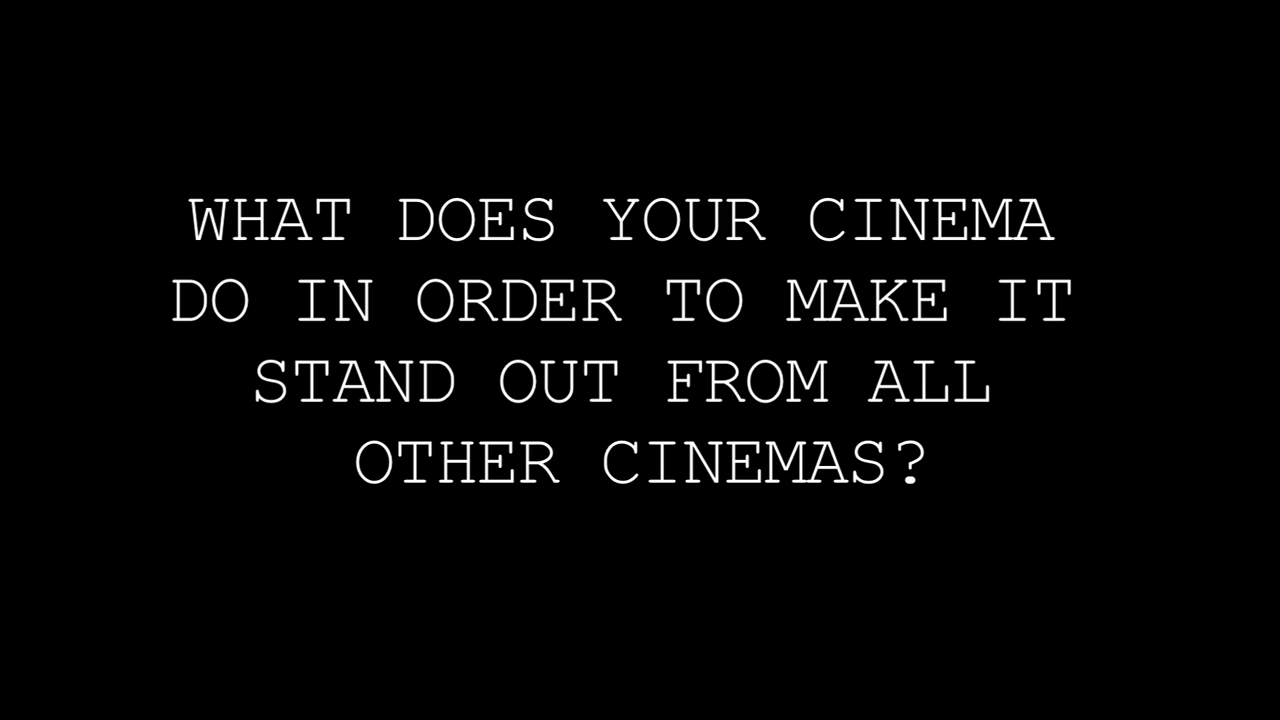 WHAT DOES YOUR CINEMA
DO IN ORDER TO MAKE IT
STAND OUT FROM ALL
OTHER CINEMAS?